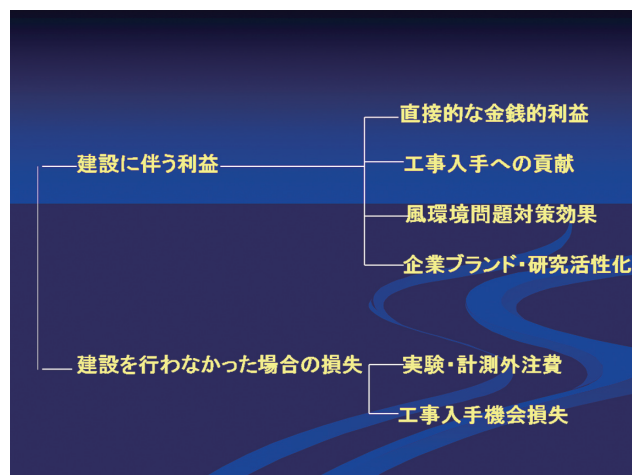 建設に伴う利益
直接的な金銭的利益
工事入手への貢献
風環境問題対策効果
企業ブランド・研究活性化
建設を行わなかった場合の損失
実験・計測外注費
工事入手機会損失